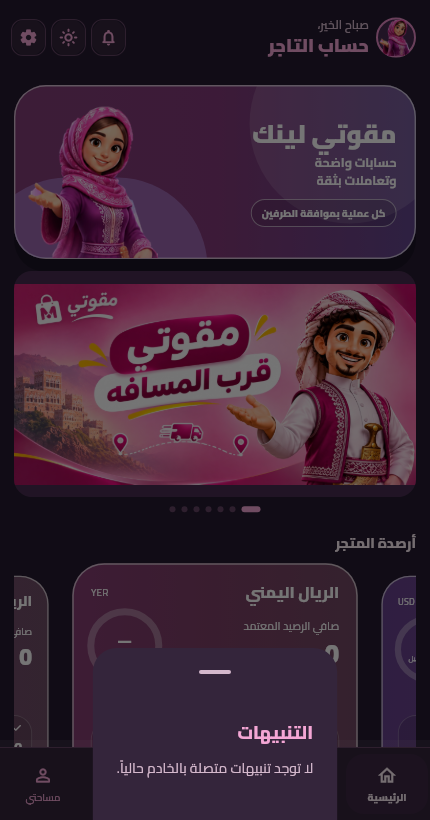 صباح الخير،
حساب التاجر
مقوتي لينك
حسابات واضحة
وتعاملات بثقة
كل عملية بموافقة الطرفين
مقوتي
مقوتي
قرب المسافه
أرصدة المتجر
USD
الريال اليمني
YER
صافي الرصيد المعتمد
0
0
التنبيهات
لا توجد تنبيهات متصلة بالخادم حالياً.
الرئيسية
مساحتي